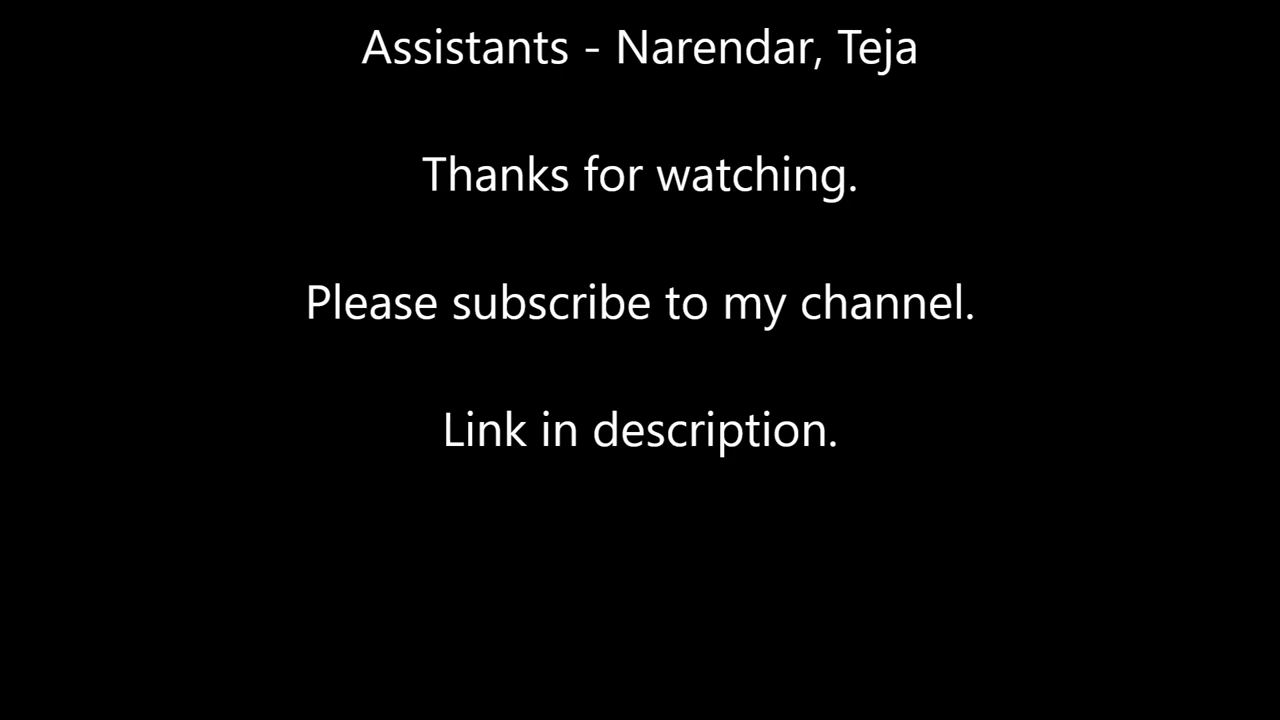 Assistants - Narendar, Teja
Thanks for watching.
Please subscribe to my channel.
Link in description.